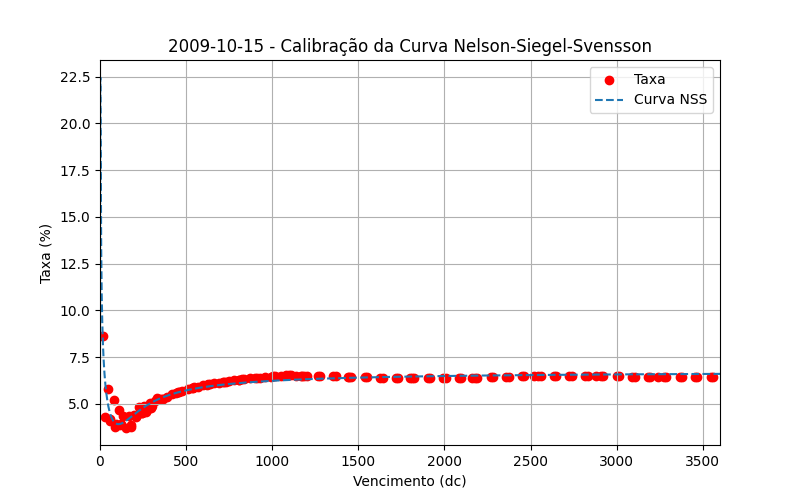 2009-10-15 - Calibração da Curva Nelson-Siegel-Svensson
Taxa
Curva NSS
22.5
20.0
17.5
15.0
12.5
10.0
7.5
5.0
Taxa (%)
0 500 1000 1500 2000 2500 3000 3500
Vencimento (dc)